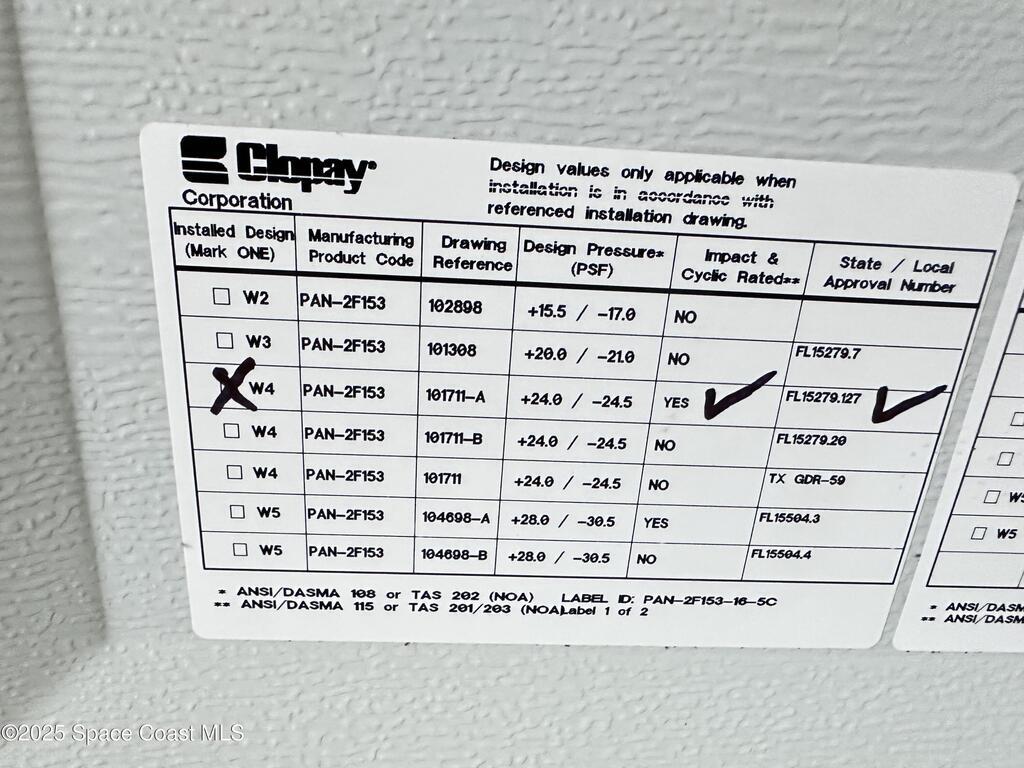 Clopay®
Corporation
Design values only applicable when
installation is in accordance with
referenced installation drawing.
Installed Design (Mark ONE) Manufacturing Product Code Drawing Reference Design Pressure* (PSF) Impact & Cyclic Rated** State / Local Approval Number
☐ W2 PAN-2F153 102898 +15.5 / -17.0 NO
☐ W3 PAN-2F153 101308 +20.0 / -21.0 NO FL15279.7
X W4 PAN-2F153 101711-A +24.0 / -24.5 YES ✓ FL15279.127 ✓
☐ W4 PAN-2F153 101711-B +24.0 / -24.5 NO FL15279.20
☐ W4 PAN-2F153 101711 +24.0 / -24.5 NO TX GDR-59
☐ W5 PAN-2F153 104698-A +28.0 / -30.5 YES FL15504.3
☐ W5 PAN-2F153 104698-B +28.0 / -30.5 NO FL15504.4
* ANSI/DASMA 108 or TAS 202 (NOA) LABEL ID: PAN-2F153-16-5C
** ANSI/DASMA 115 or TAS 201/203 (NOA)Label 1 of 2
☐
☐
☐ W5
☐ W5
* ANSI/DASM
** ANSI/DASM
©2025 Space Coast MLS